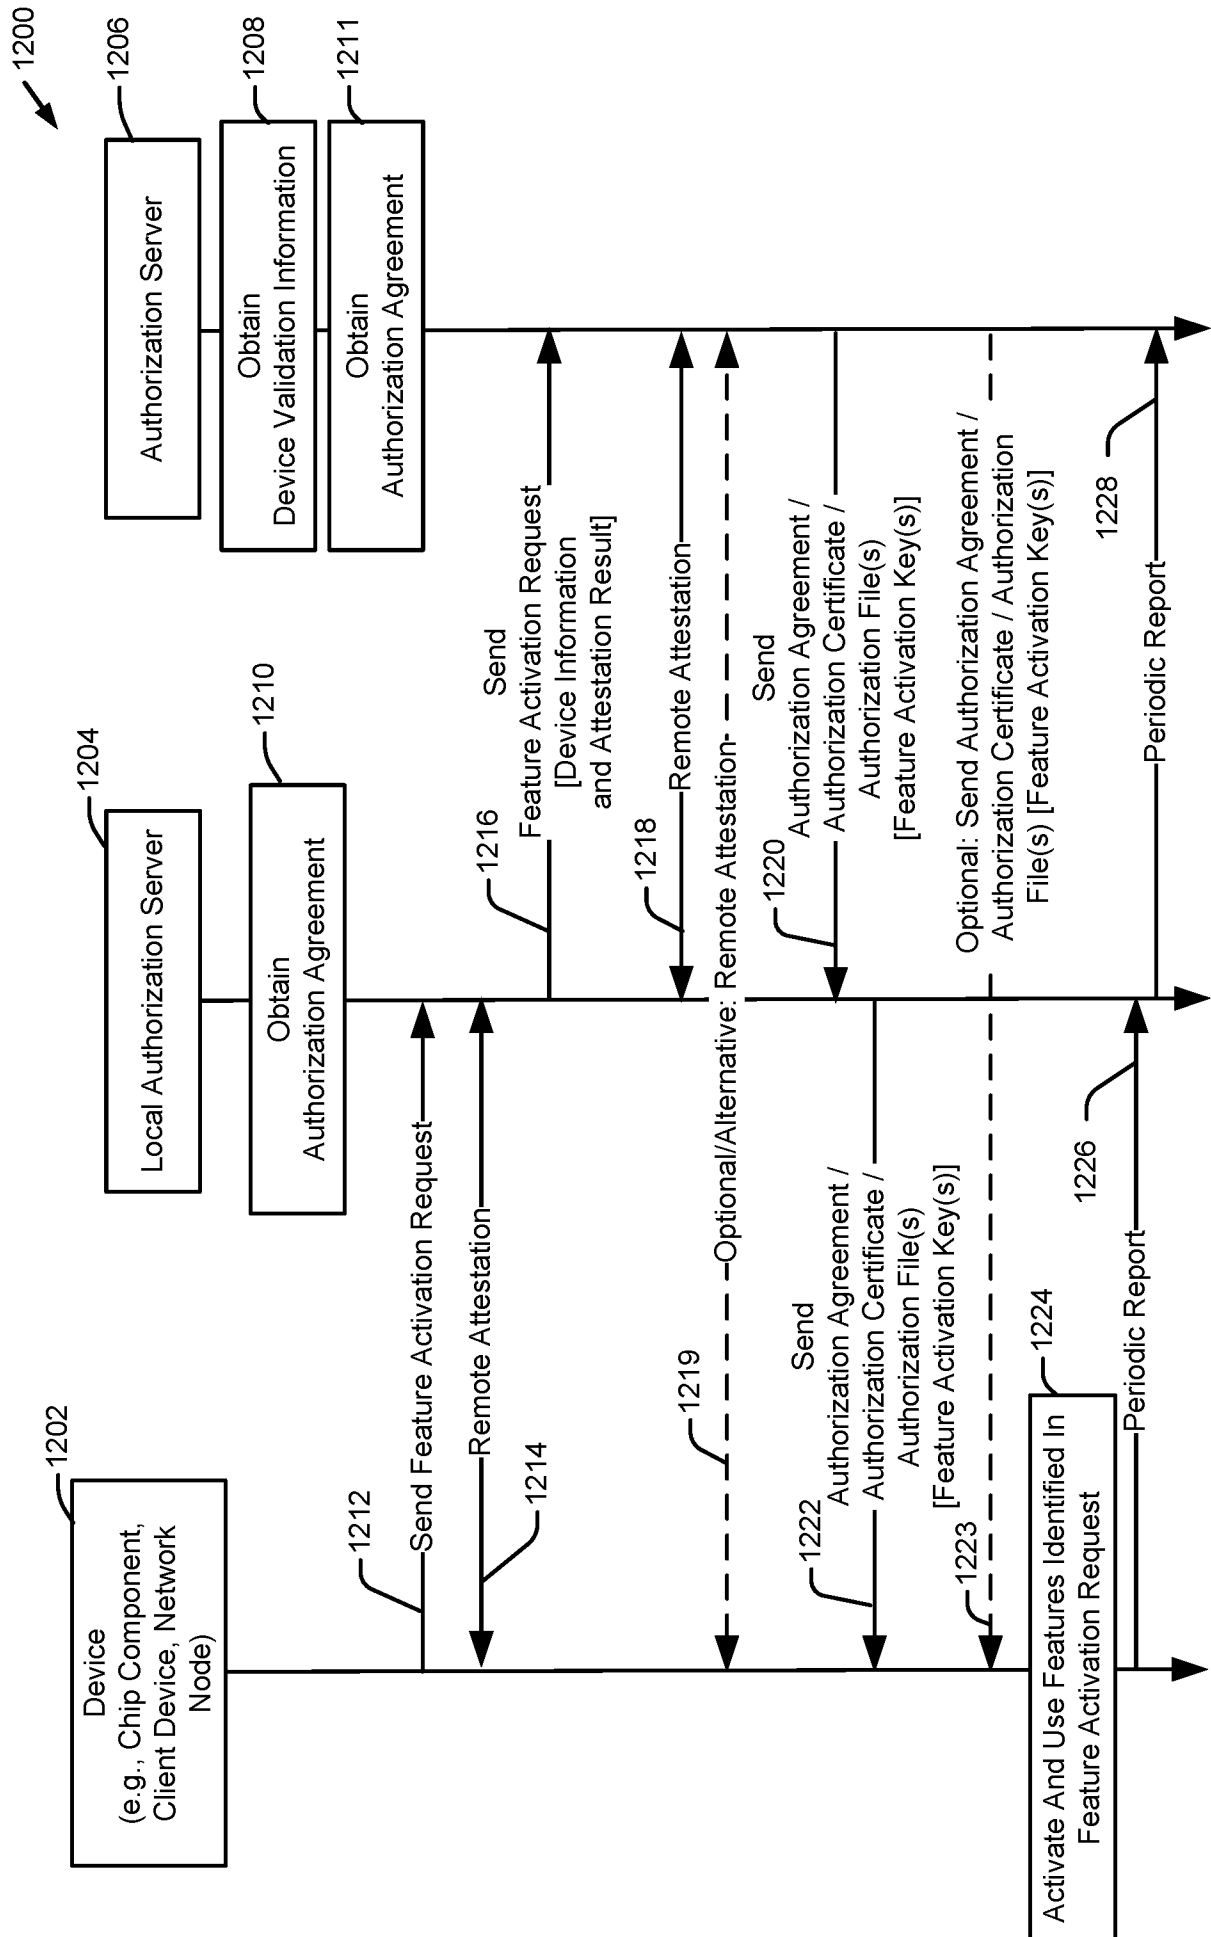 1200
1202
Device
(e.g., Chip Component,
Client Device, Network
Node)
1204
Local Authorization Server
1206
Authorization Server
1208
Obtain
Device Validation Information
1210
Obtain
Authorization Agreement
1211
Obtain
Authorization Agreement
1212
Send Feature Activation Request
1214
Remote Attestation
1216
Send
Feature Activation Request
[Device Information
and Attestation Result]
1218
Remote Attestation
1219
Optional/Alternative: Remote Attestation
1220
Send
Authorization Agreement /
Authorization Certificate /
Authorization File(s)
[Feature Activation Key(s)]
1222
Send
Authorization Agreement /
Authorization Certificate /
Authorization File(s)
[Feature Activation Key(s)]
1223
Optional: Send Authorization Agreement /
Authorization Certificate / Authorization
File(s) [Feature Activation Key(s)]
1224
Activate And Use Features Identified In
Feature Activation Request
1226
Periodic Report
1228
Periodic Report